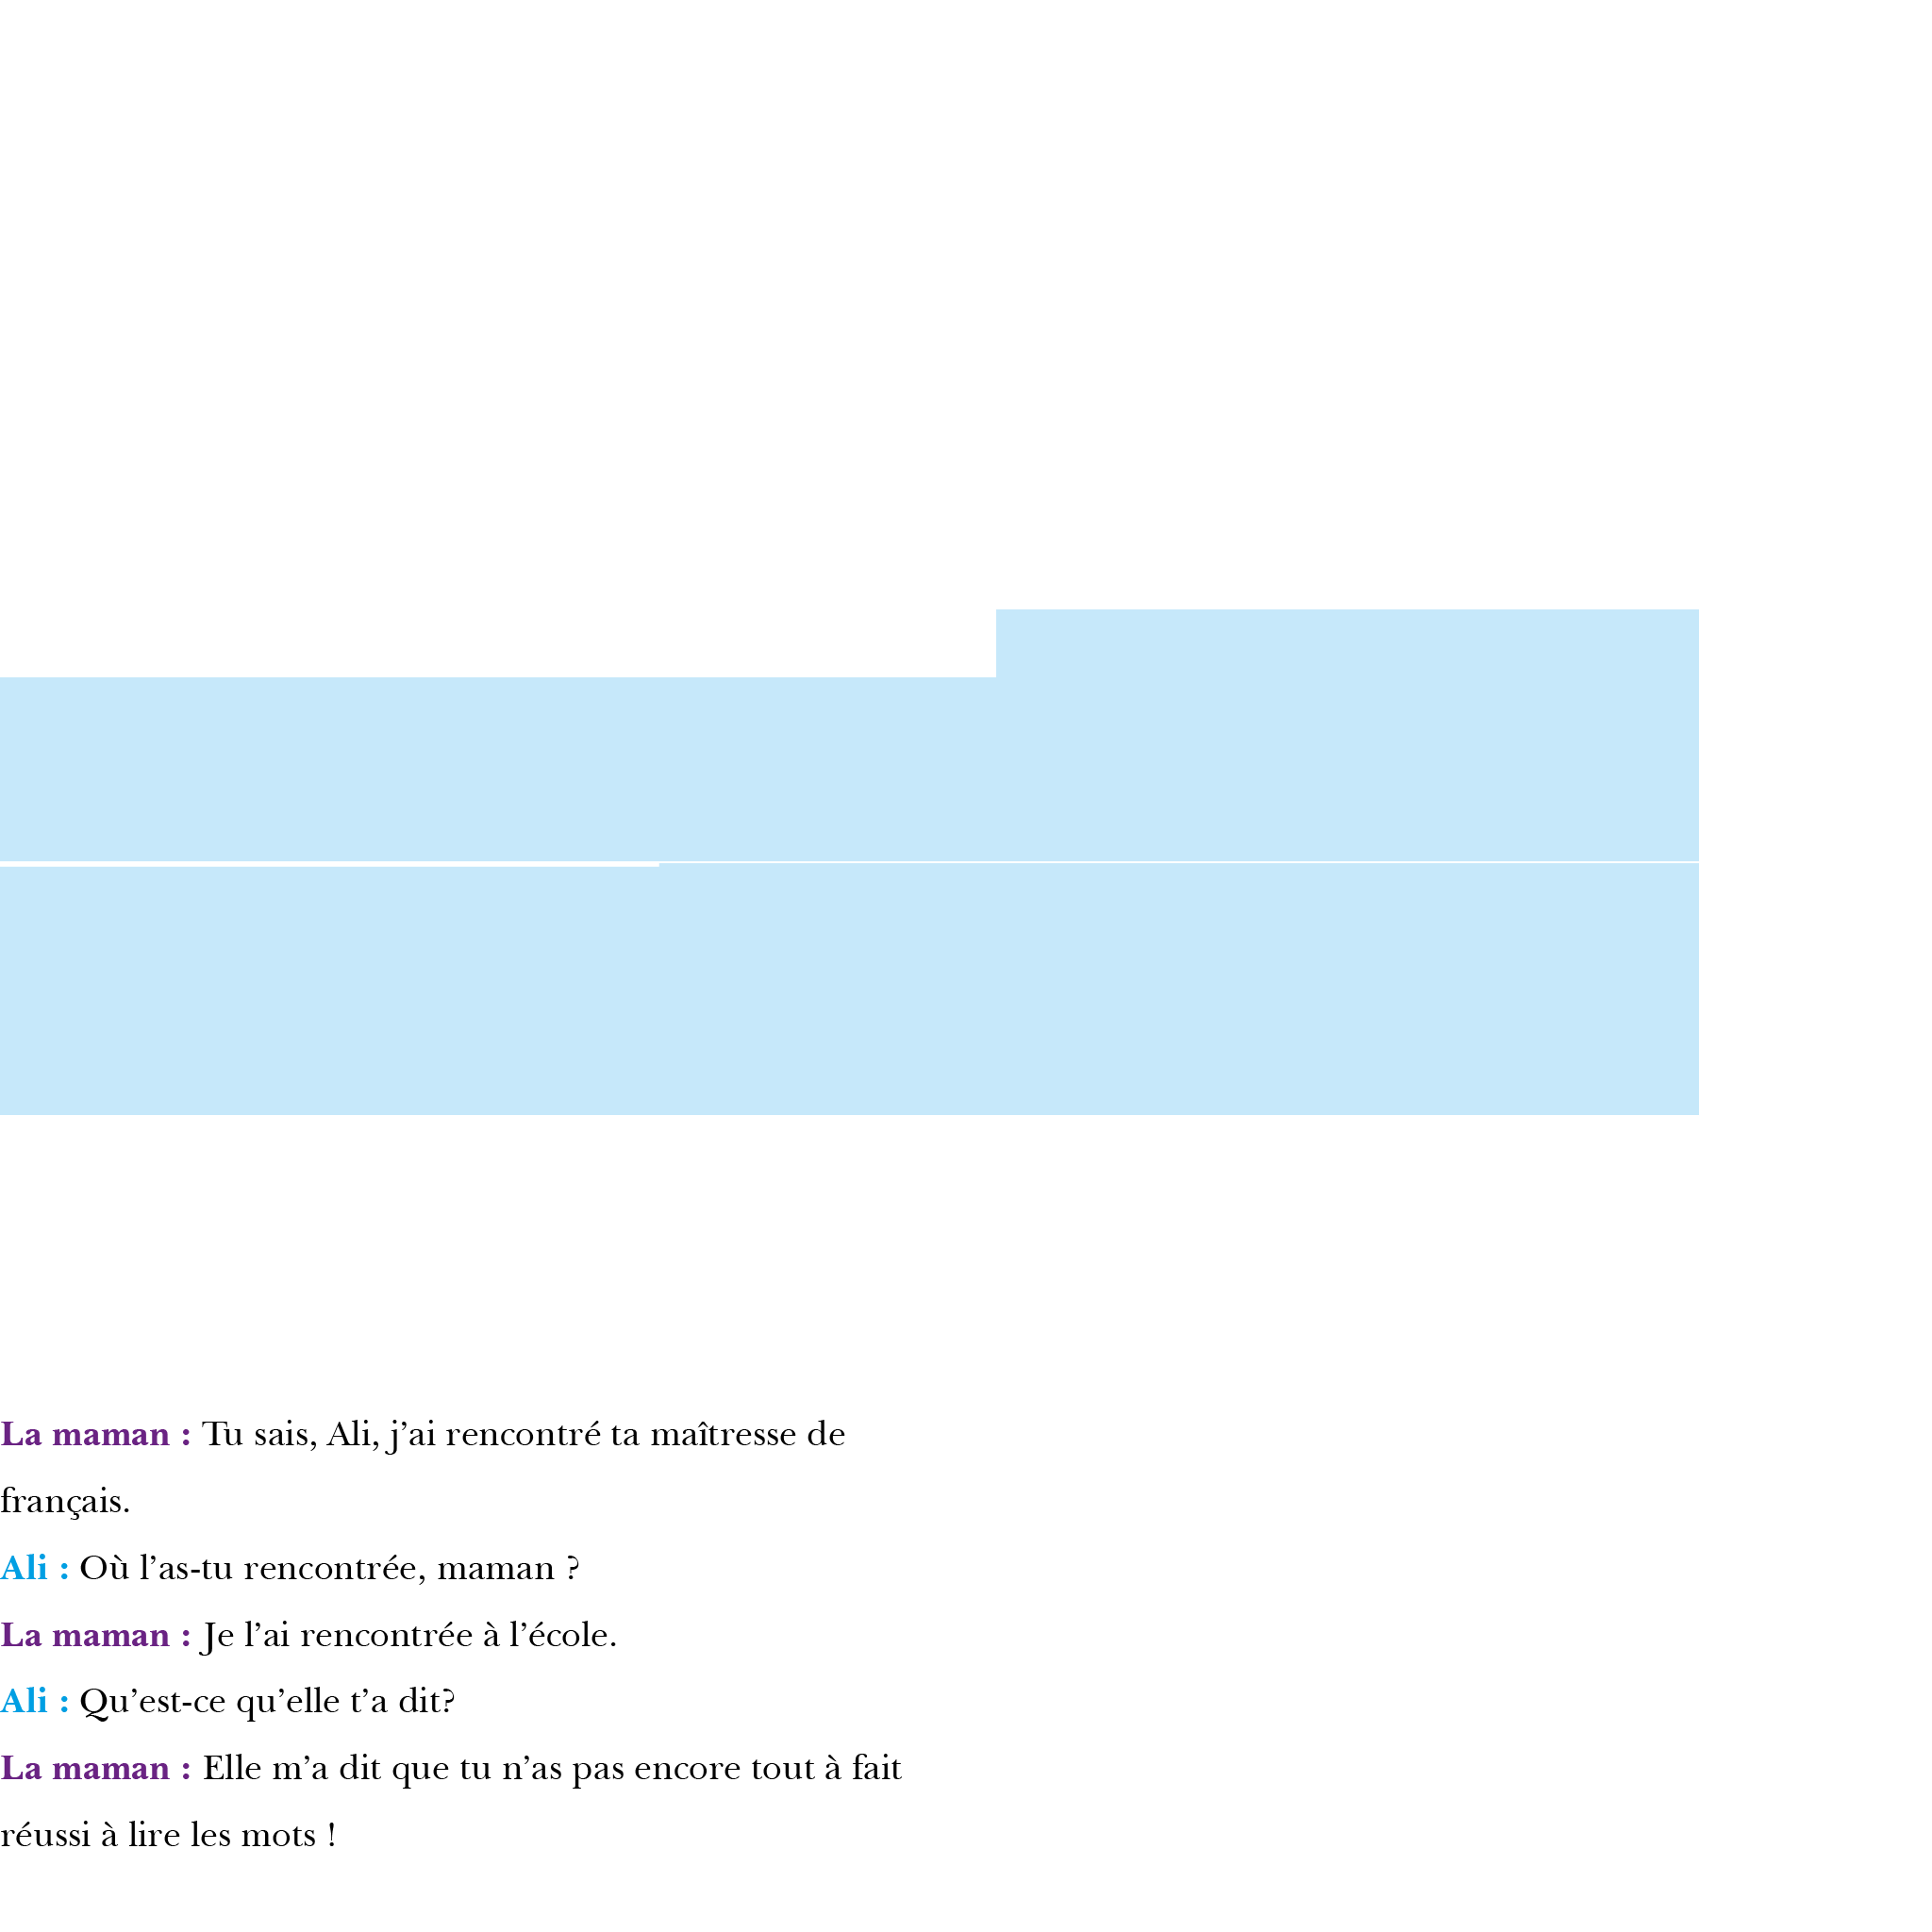 La maman : Tu sais, Ali, j’ai rencontré ta maîtresse de
français.
Ali : Où l’as-tu rencontrée, maman ?
La maman : Je l’ai rencontrée à l’école.
Ali : Qu’est-ce qu’elle t’a dit?
La maman : Elle m’a dit que tu n’as pas encore tout à fait
réussi à lire les mots !